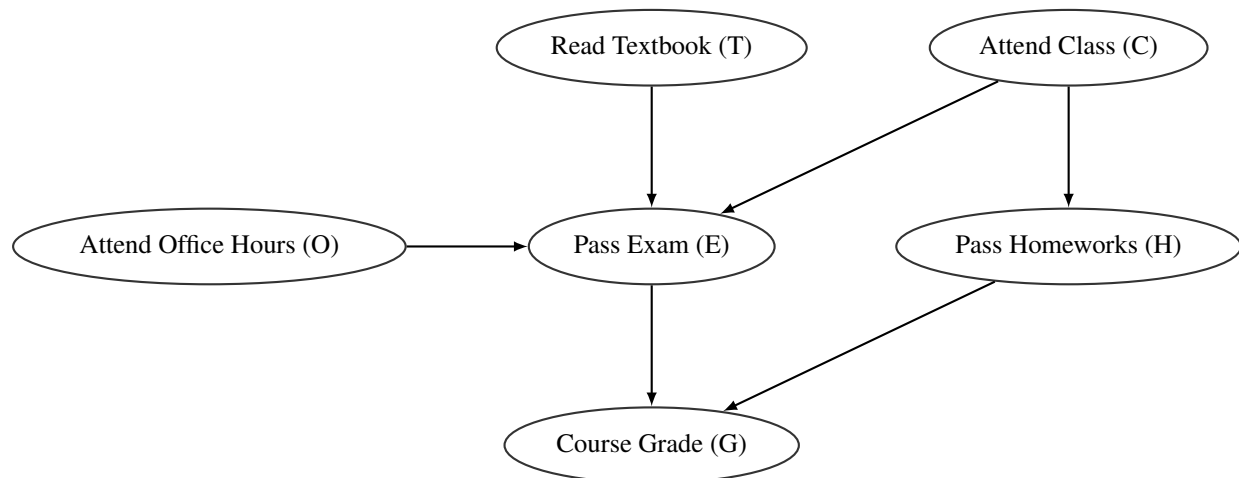 Read Textbook (T)
Attend Class (C)
Attend Office Hours (O)
Pass Exam (E)
Pass Homeworks (H)
Course Grade (G)